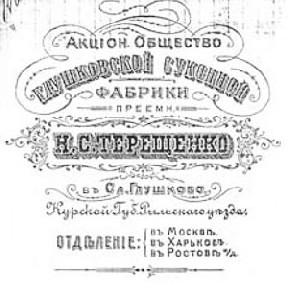 Акціон. Общество
Глушковской суконной
фабрики
преемн.
Н.С.Терещенко
въ Сл. Глушково,
Курской Губ. Рыльскаго уѣзда.
Отдѣленіе: въ Москвѣ.
въ Харьковѣ.
въ Ростовѣ н/Д.